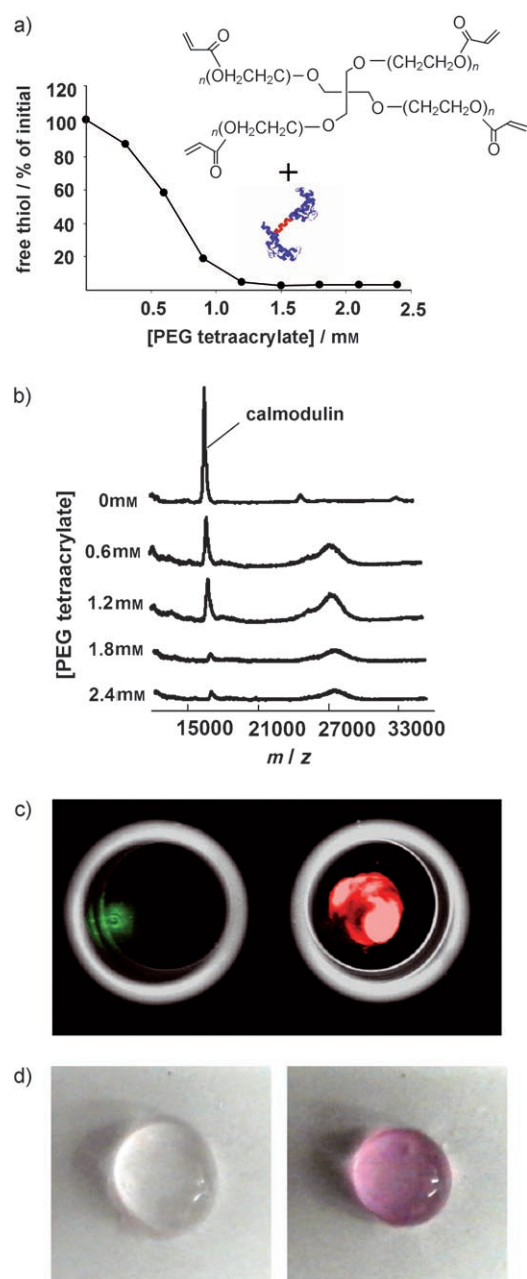 a)
O
O
O
O
n(OH₂CH₂C)—O
O—(CH₂CH₂O)n
n(OH₂CH₂C)—O
O—(CH₂CH₂O)n
O
O
O
O
+
free thiol / % of initial
120
100
80
60
40
20
0.5 1.0 1.5 2.0 2.5
[PEG tetraacrylate] / mM
b)
calmodulin
[PEG tetraacrylate]
0mM
0.6mM
1.2mM
1.8mM
2.4mM
15000 21000 27000 33000
m / z
c)
d)